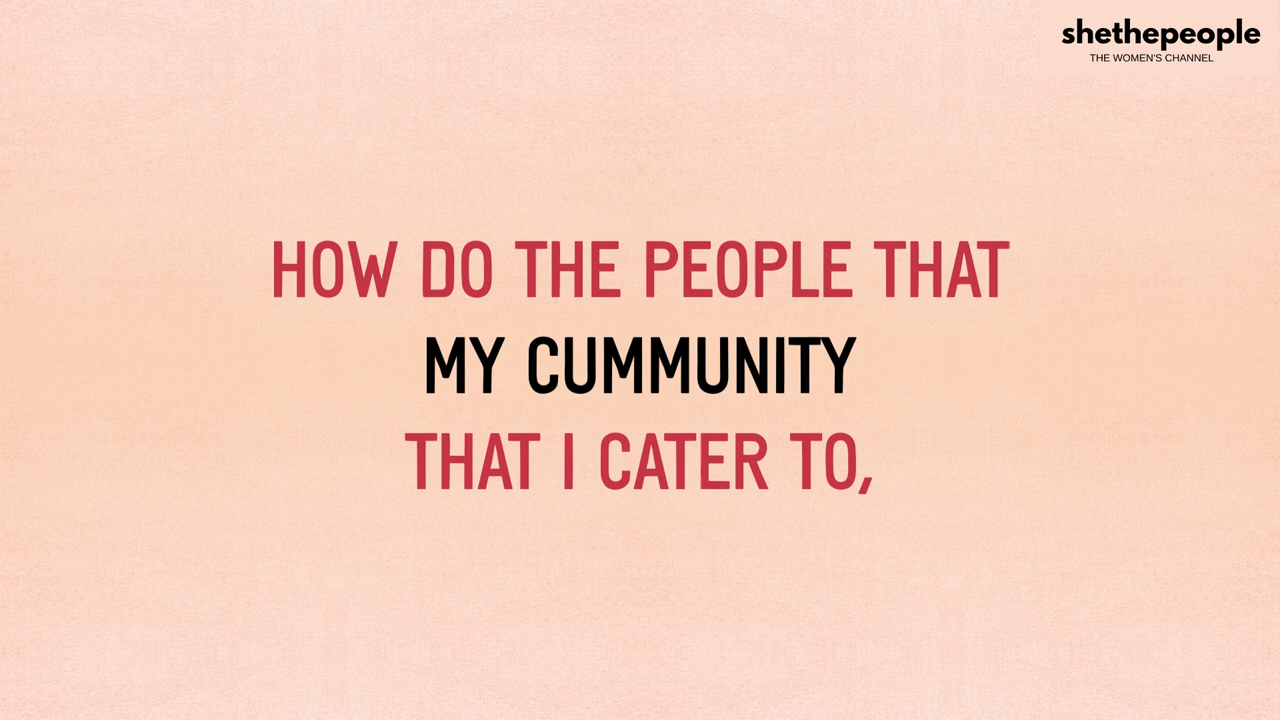 shethepeople
THE WOMEN'S CHANNEL
HOW DO THE PEOPLE THAT
MY CUMMUNITY
THAT I CATER TO,